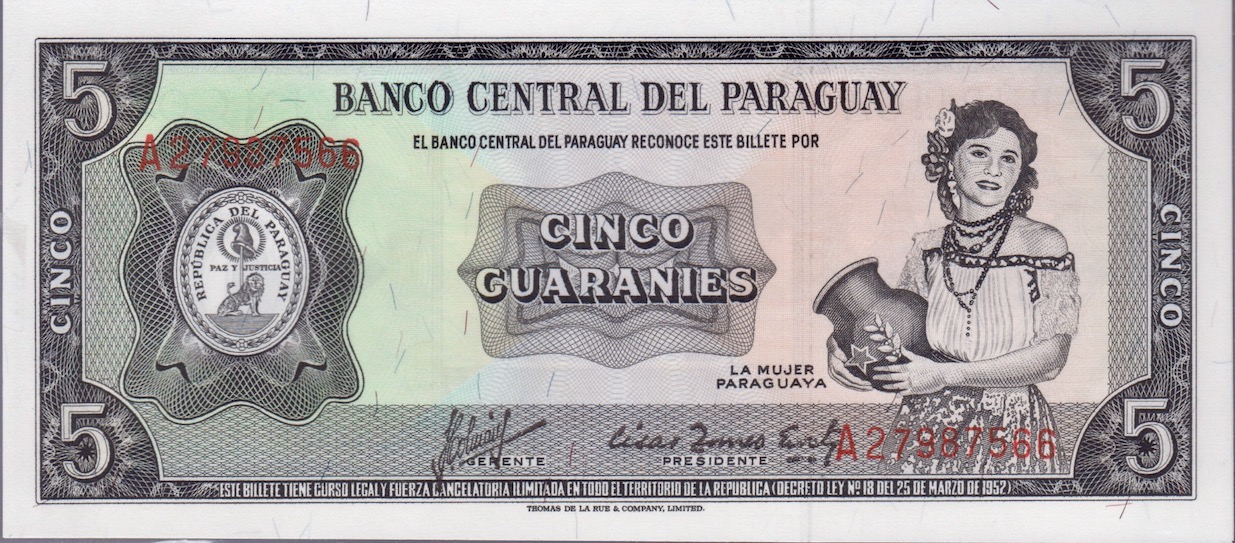 5
5
BANCO CENTRAL DEL PARAGUAY
EL BANCO CENTRAL DEL PARAGUAY RECONOCE ESTE BILLETE POR
A27987566
REPÚBLICA DEL PARAGUAY
PAZ Y JUSTICIA
CINCO
CINCO
GUARANIES
CINCO
LA MUJER
PARAGUAYA
5
GERENTE
PRESIDENTE
A27987566
5
ESTE BILLETE TIENE CURSO LEGAL Y FUERZA CANCELATORIA ILIMITADA EN TODO EL TERRITORIO DE LA REPUBLICA (DECRETO LEY Nº 18 DEL 25 DE MARZO DE 1952)
THOMAS DE LA RUE & COMPANY, LIMITED.